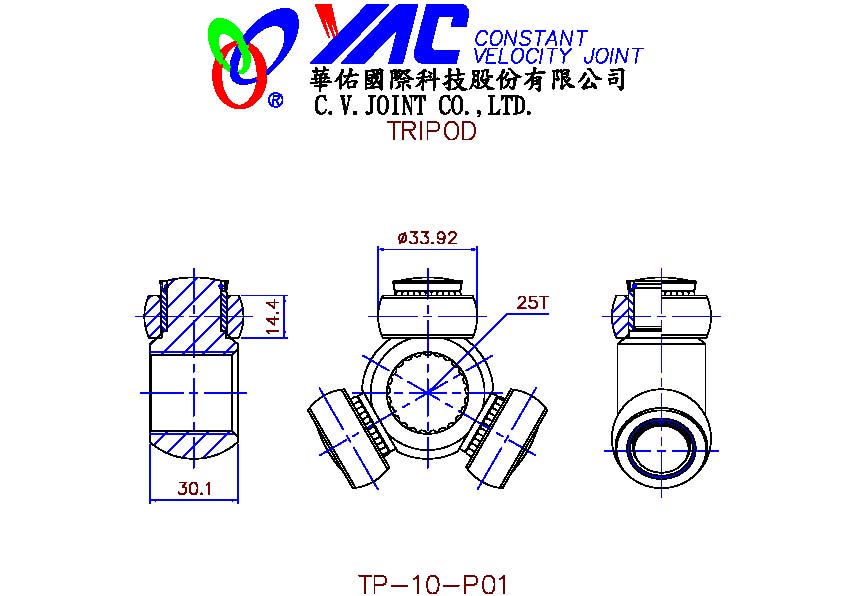 YAC CONSTANT
VELOCITY JOINT
®
華佑國際科技股份有限公司
C.V.JOINT CO.,LTD.
TRIPOD
ø33.92
25T
14.4
30.1
TP-10-P01